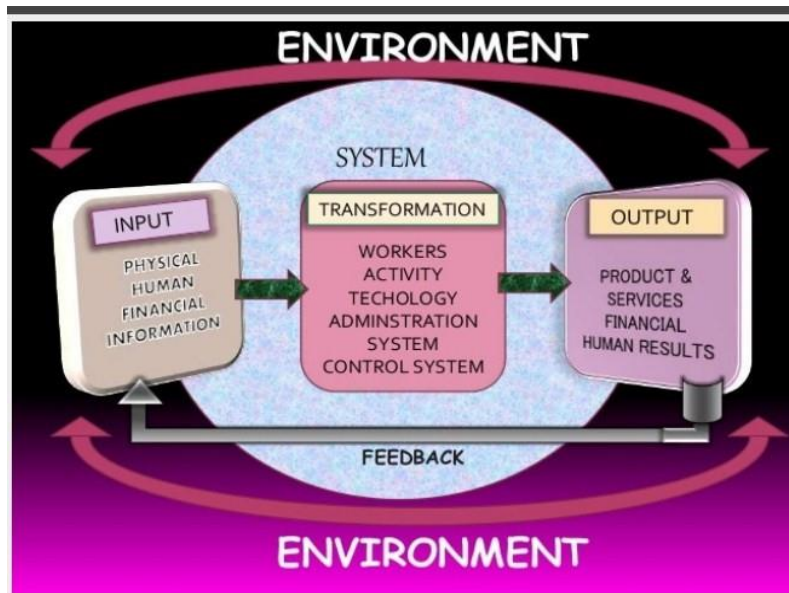 ENVIRONMENT
SYSTEM
INPUT
PHYSICAL
HUMAN
FINANCIAL
INFORMATION
TRANSFORMATION
WORKERS
ACTIVITY
TECHOLOGY
ADMINSTRATION
SYSTEM
CONTROL SYSTEM
OUTPUT
PRODUCT &
SERVICES
FINANCIAL
HUMAN RESULTS
FEEDBACK
ENVIRONMENT